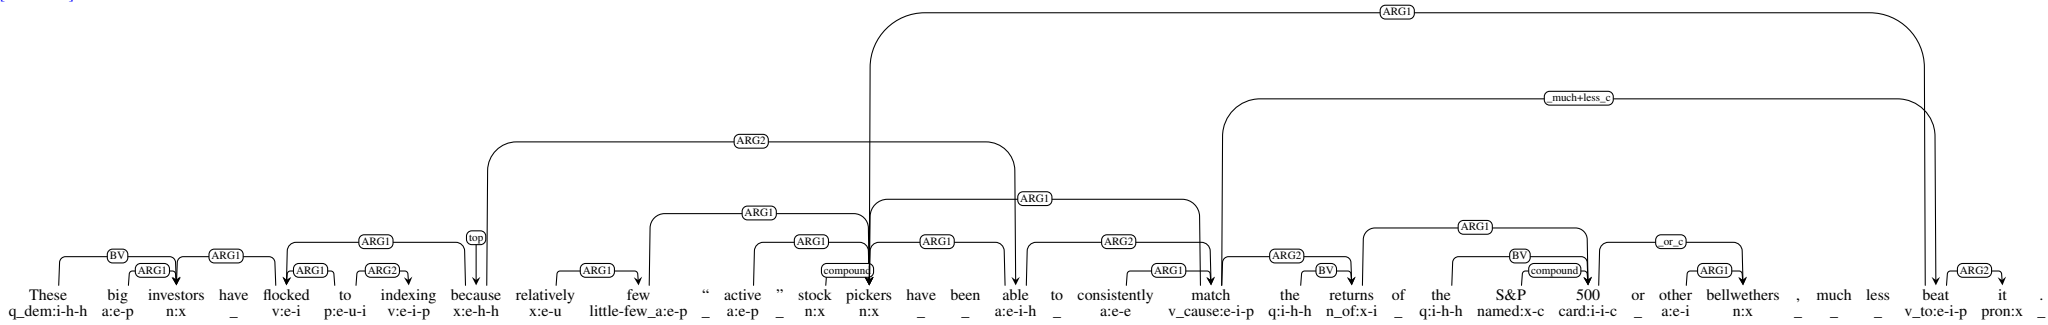 ARG1
_much+less_c
ARG2
ARG1
ARG1
top
ARG1 ARG1 ARG1 ARG2 ARG1 _or_c
BV ARG1 BV
ARG1 ARG1 ARG2 ARG1 compound ARG1 ARG2 BV compound ARG1 ARG2
These big investors have flocked to indexing because relatively few “ active ” stock pickers have been able to consistently match the returns of the S&P 500 or other bellwethers , much less beat it .
q_dem:i-h-h a:e-p n:x _ v:e-i p:e-u-i v:e-i-p x:e-h-h x:e-u little-few_a:e-p _ a:e-p _ n:x n:x _ _ a:e-i-h _ a:e-e v_cause:e-i-p q:i-h-h n_of:x-i _ q:i-h-h named:x-c card:i-i-c _ a:e-i n:x _ _ _ v_to:e-i-p pron:x _